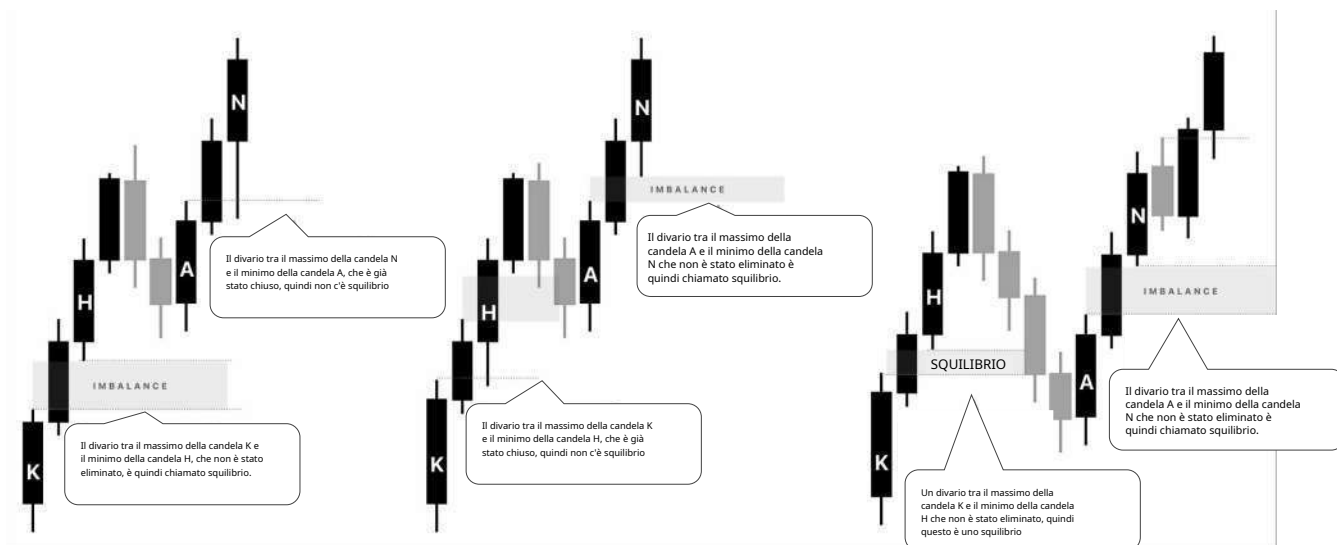 N
A
H
K
Il divario tra il massimo della candela N
e il minimo della candela A, che è già
stato chiuso, quindi non c'è squilibrio
IMBALANCE
Il divario tra il massimo della candela K e
il minimo della candela H, che non è stato
eliminato, è quindi chiamato squilibrio.
N
IMBALANCE
Il divario tra il massimo della
candela A e il minimo della candela
N che non è stato eliminato è
quindi chiamato squilibrio.
A
H
K
Il divario tra il massimo della candela K
e il minimo della candela H, che è già
stato chiuso, quindi non c'è squilibrio
N
H
IMBALANCE
SQUILIBRIO
A
Il divario tra il massimo della
candela A e il minimo della candela
N che non è stato eliminato è
quindi chiamato squilibrio.
K
Un divario tra il massimo della
candela K e il minimo della candela
H che non è stato eliminato, quindi
questo è uno squilibrio